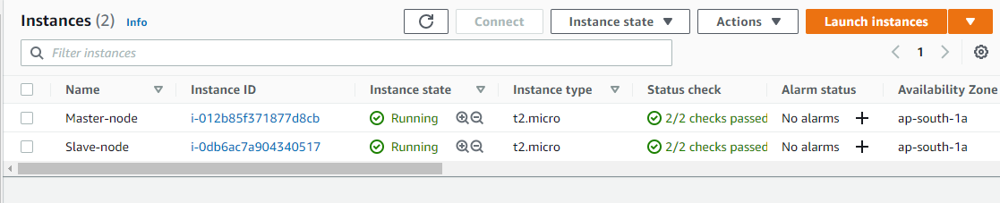 Instances (2) Info Connect Instance state Actions Launch instances
Filter instances 1
Name Instance ID Instance state Instance type Status check Alarm status Availability Zone
Master-node i-012b85f371877d8cb Running t2.micro 2/2 checks passed No alarms + ap-south-1a
Slave-node i-0db6ac7a904340517 Running t2.micro 2/2 checks passed No alarms + ap-south-1a